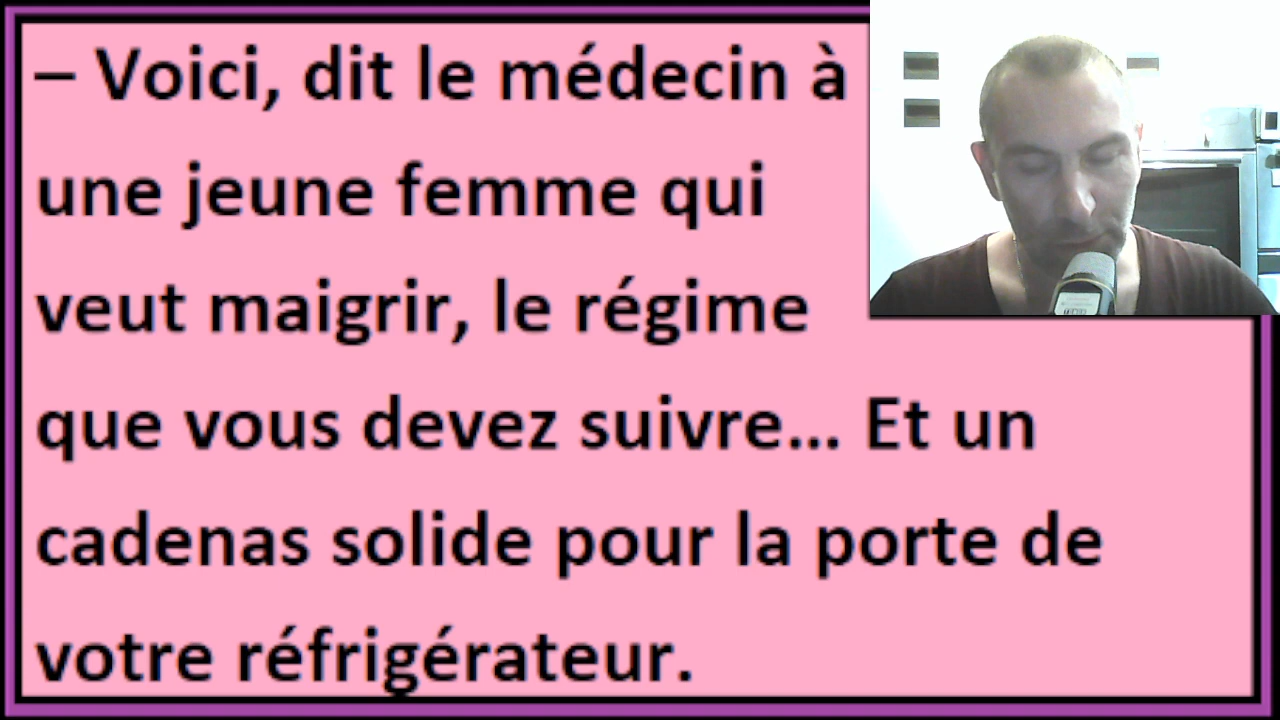 – Voici, dit le médecin à
une jeune femme qui
veut maigrir, le régime
que vous devez suivre... Et un
cadenas solide pour la porte de
votre réfrigérateur.